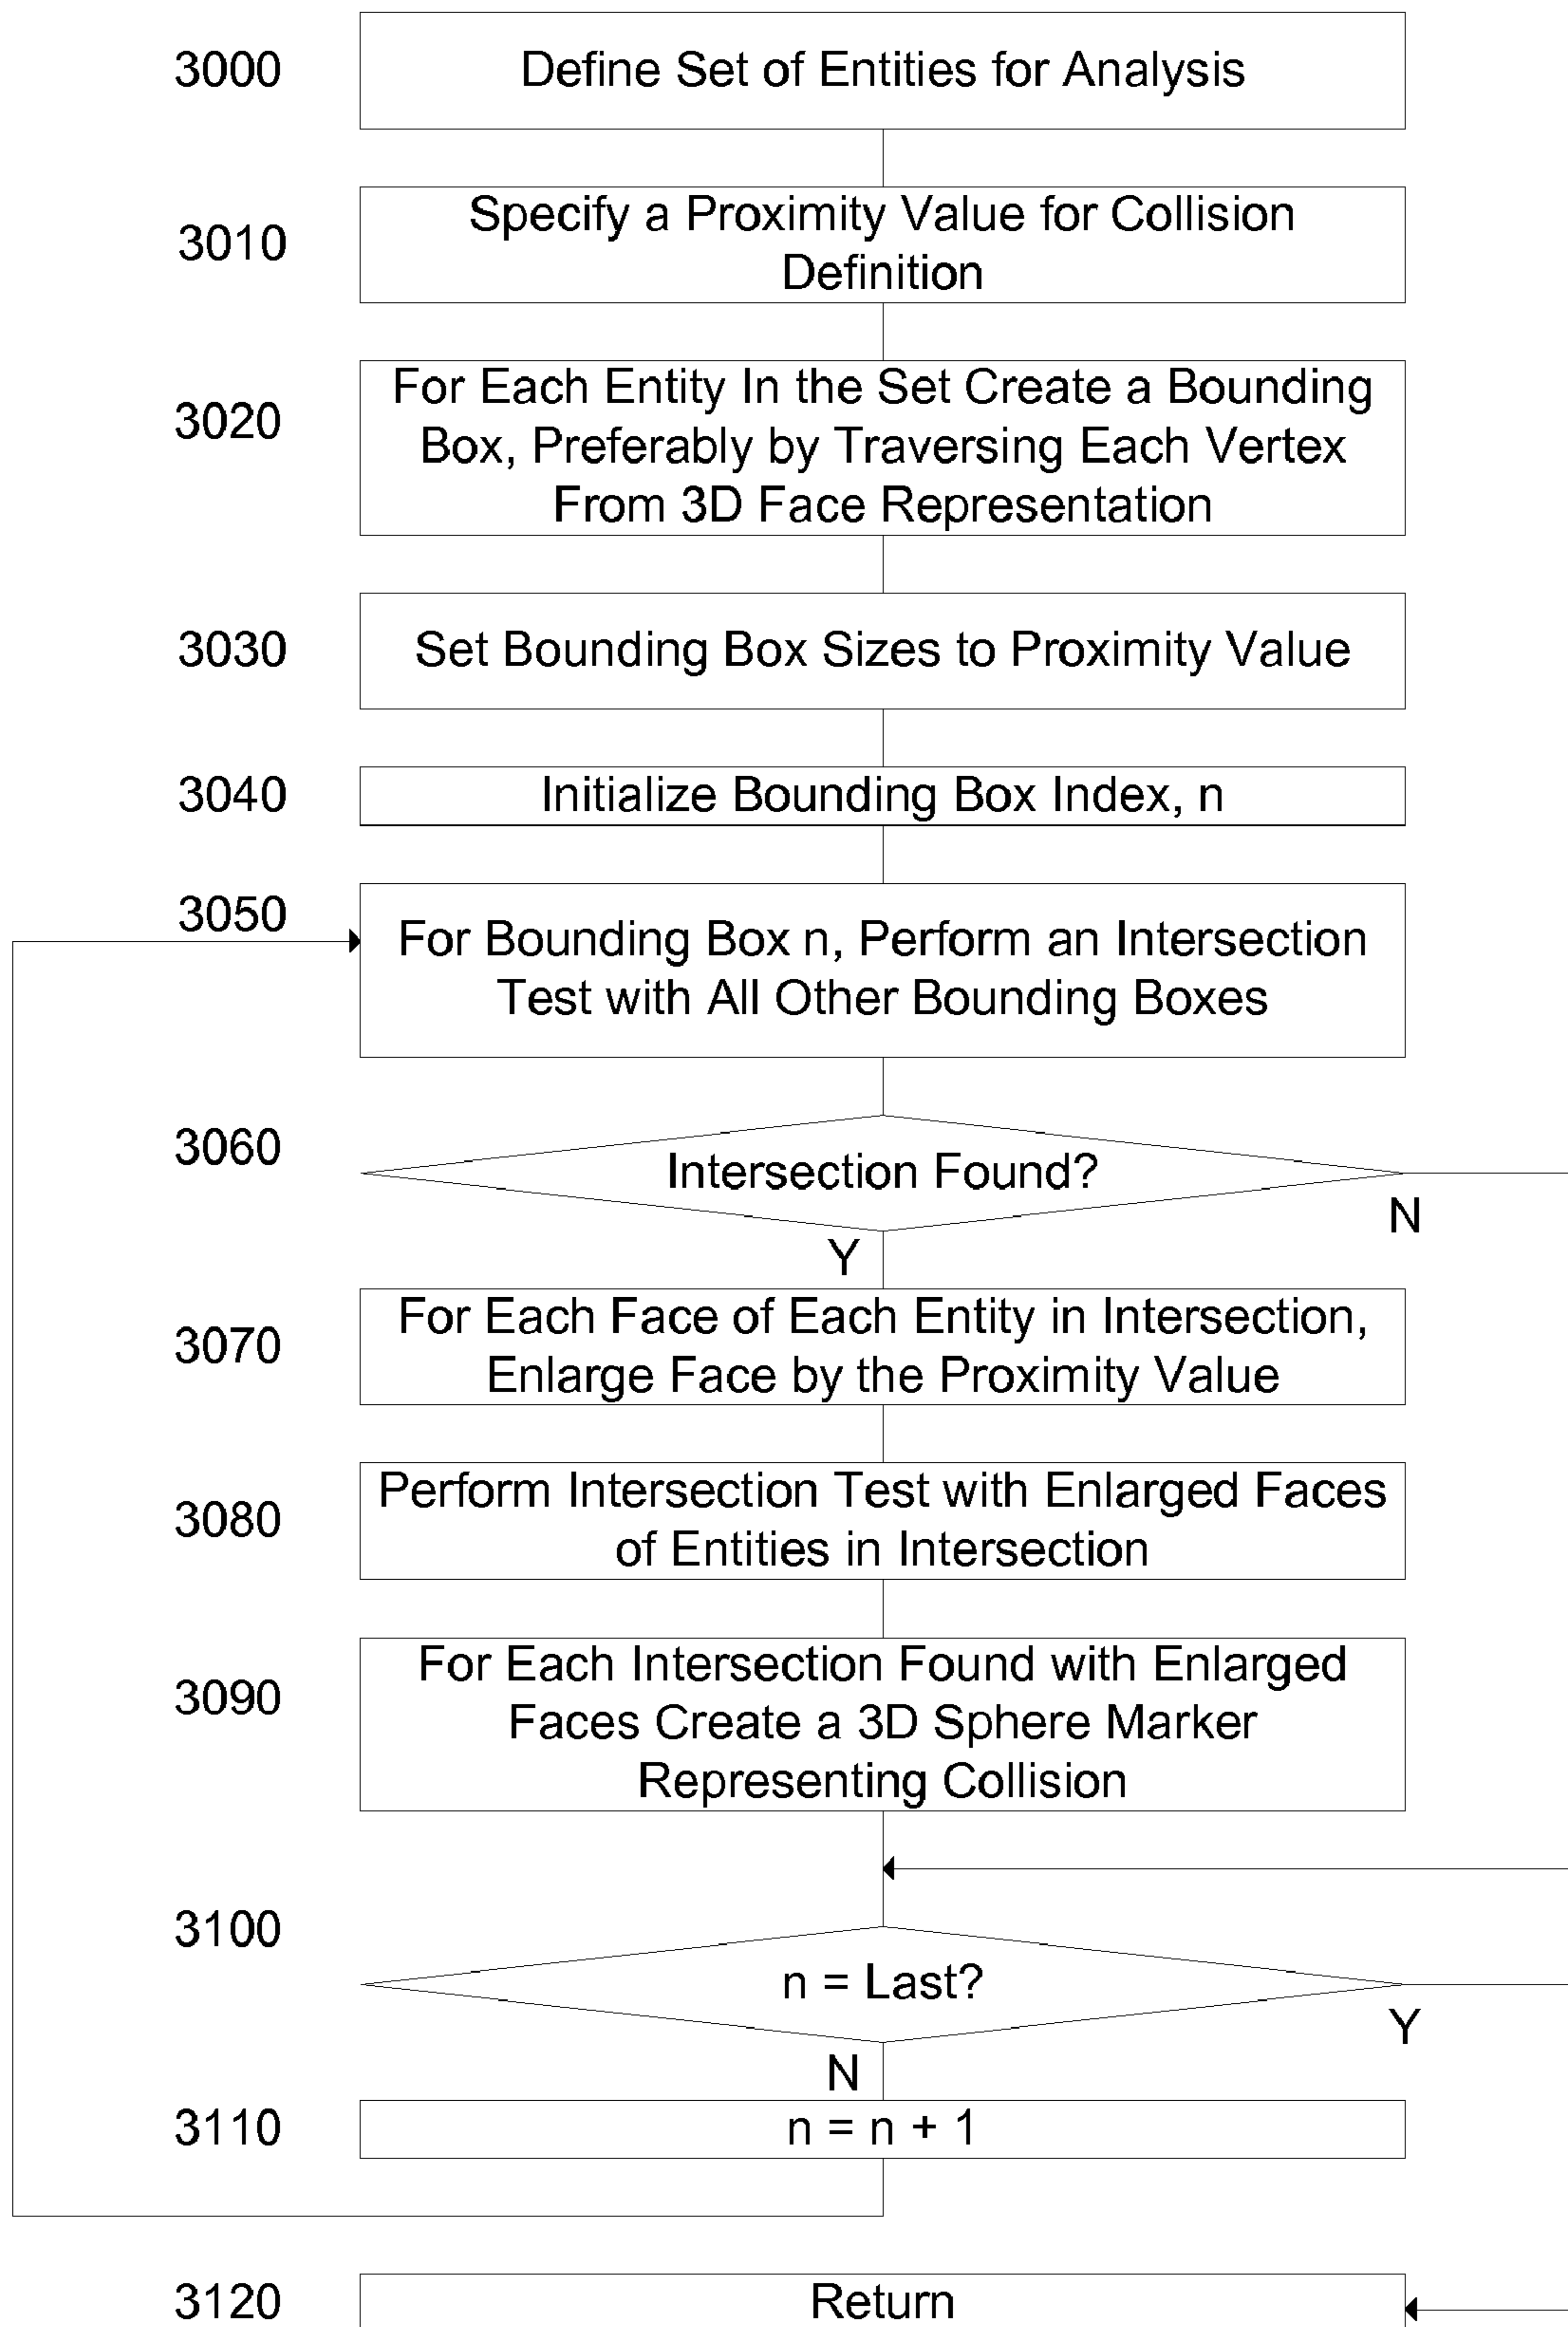 3000
Define Set of Entities for Analysis
3010
Specify a Proximity Value for Collision
Definition
3020
For Each Entity In the Set Create a Bounding
Box, Preferably by Traversing Each Vertex
From 3D Face Representation
3030
Set Bounding Box Sizes to Proximity Value
3040
Initialize Bounding Box Index, n
3050
For Bounding Box n, Perform an Intersection
Test with All Other Bounding Boxes
3060
Intersection Found?
N
Y
3070
For Each Face of Each Entity in Intersection,
Enlarge Face by the Proximity Value
3080
Perform Intersection Test with Enlarged Faces
of Entities in Intersection
3090
For Each Intersection Found with Enlarged
Faces Create a 3D Sphere Marker
Representing Collision
3100
n = Last?
Y
N
3110
n = n + 1
3120
Return